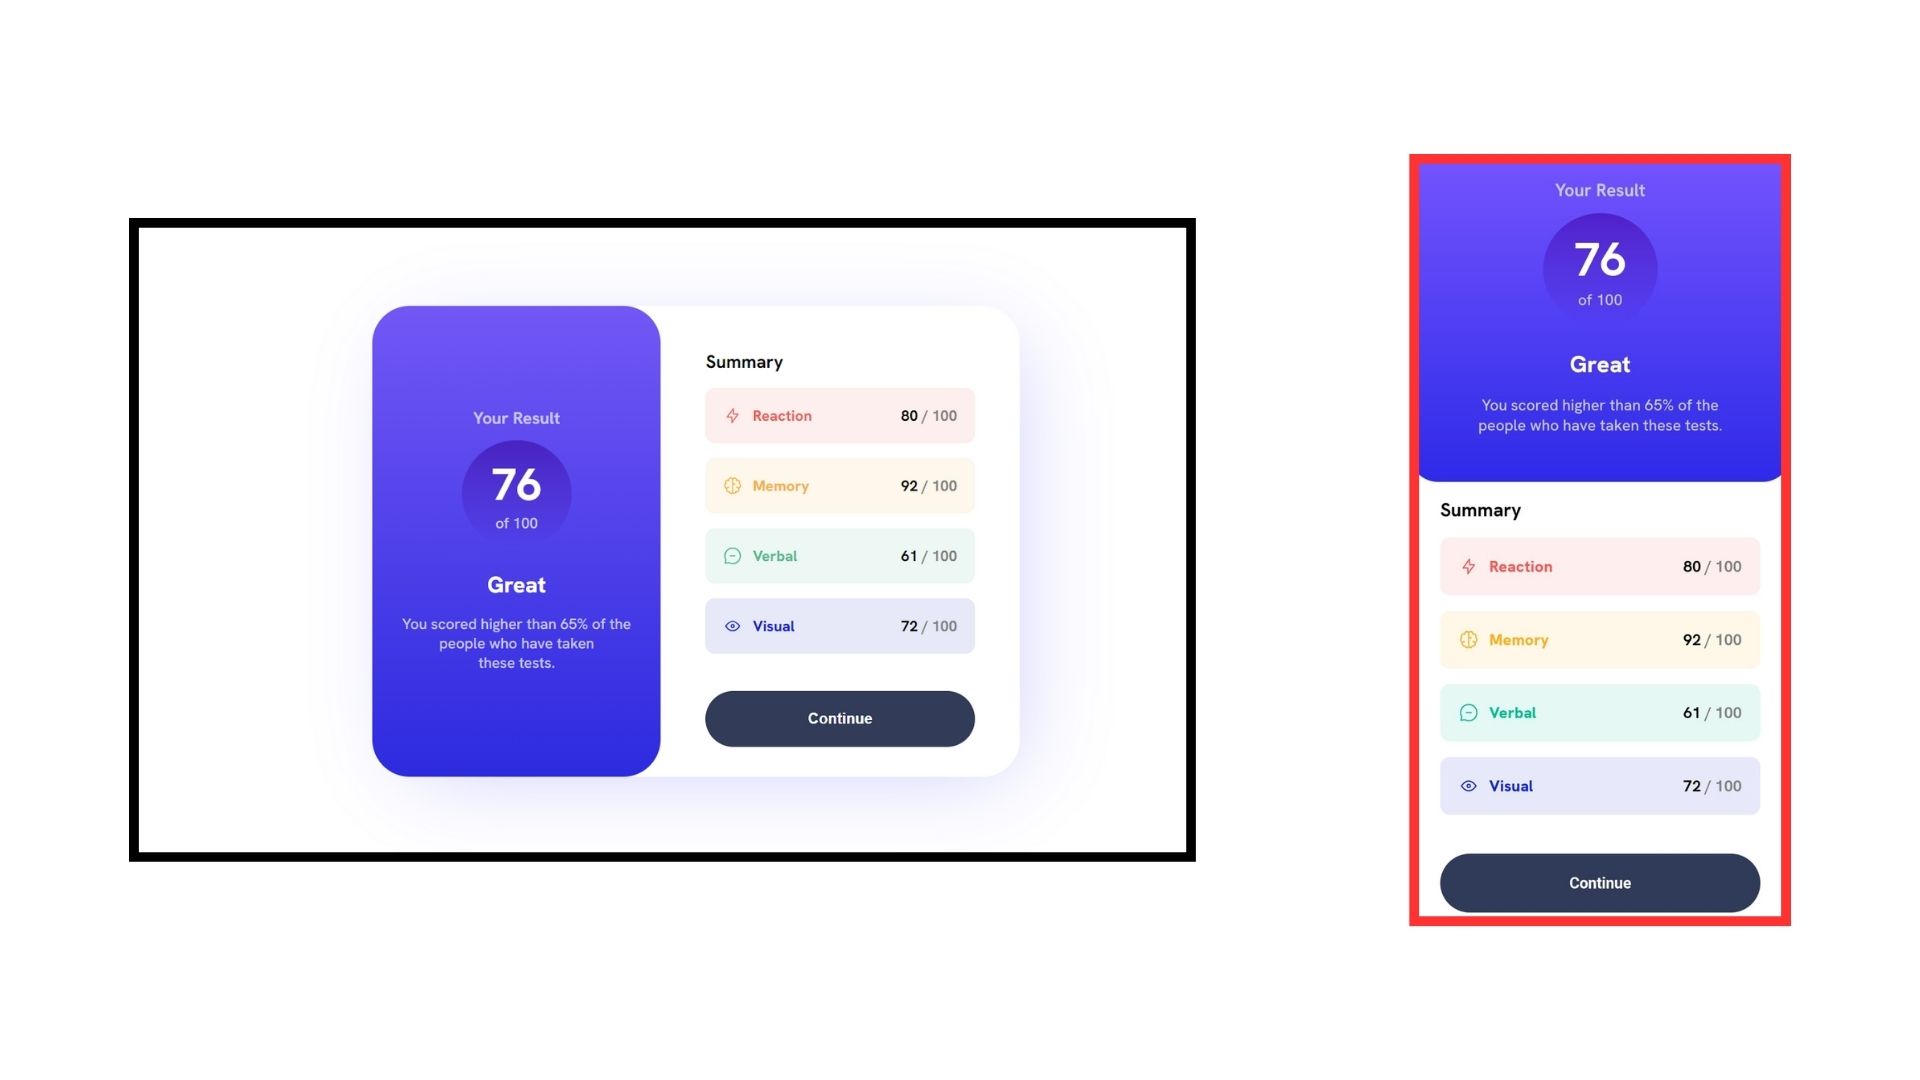 Your Result
76
of 100
Great
You scored higher than 65% of the
people who have taken
these tests.
Summary
Reaction 80 / 100
Memory 92 / 100
Verbal 61 / 100
Visual 72 / 100
Continue
Your Result
76
of 100
Great
You scored higher than 65% of the
people who have taken these tests.
Summary
Reaction 80 / 100
Memory 92 / 100
Verbal 61 / 100
Visual 72 / 100
Continue